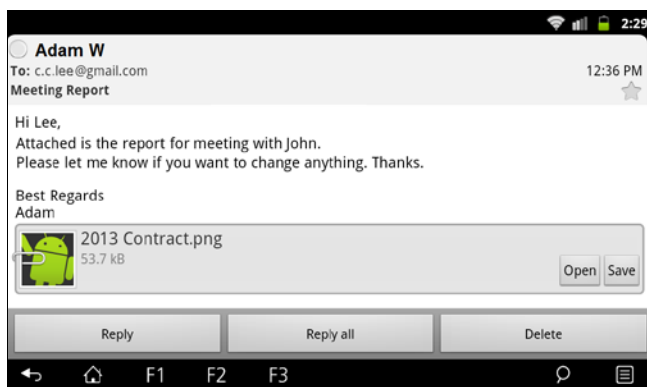 2:29
Adam W
To: c.c.lee@gmail.com
12:36 PM
Meeting Report
Hi Lee,
Attached is the report for meeting with John.
Please let me know if you want to change anything. Thanks.
Best Regards
Adam
2013 Contract.png
53.7 kB
Open Save
Reply Reply all Delete
F1 F2 F3